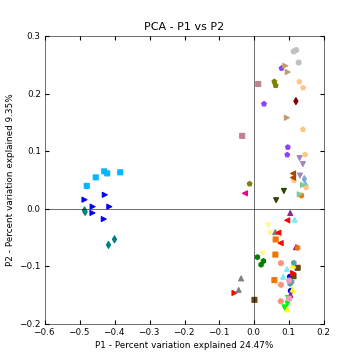 PCA - P1 vs P2
0.3
0.2
0.1
0.0
−0.1
−0.2
P2 - Percent variation explained 9.35%
−0.6 −0.5 −0.4 −0.3 −0.2 −0.1 0.0 0.1 0.2
P1 - Percent variation explained 24.47%